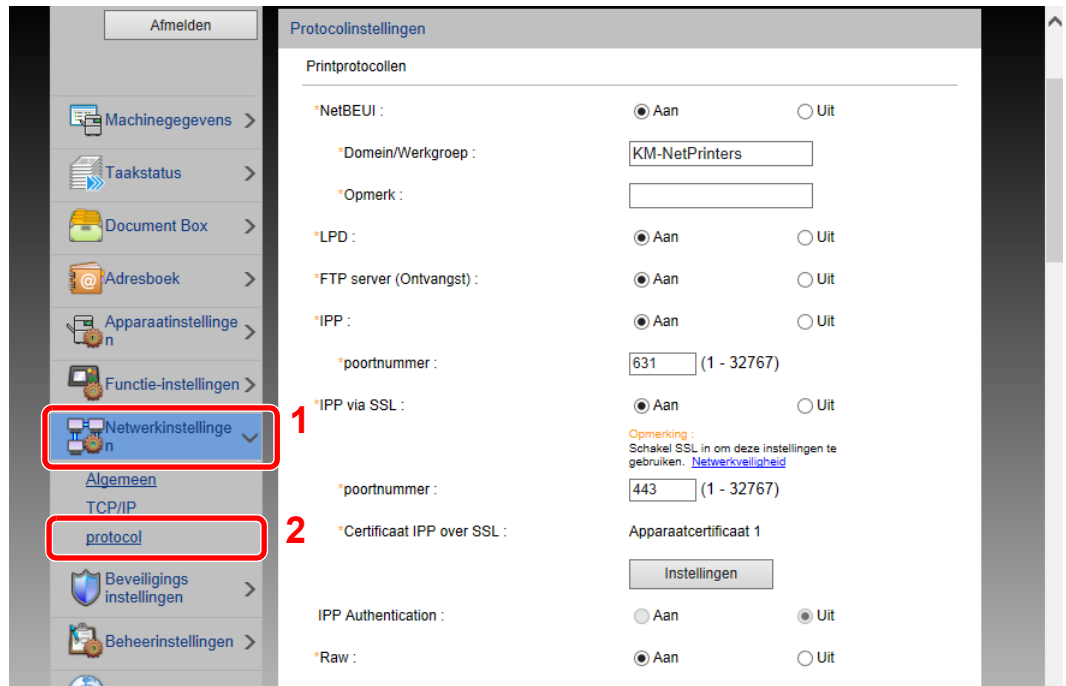 Afmelden
Machinegegevens
Taakstatus
Document Box
Adresboek
Apparaatinstellinge
n
Functie-instellingen
Netwerkinstellinge
n
1
Algemeen
TCP/IP
protocol
2
Beveiligings
instellingen
Beheerinstellingen
Protocolinstellingen
Printprotocollen
*NetBEUI : Aan Uit
*Domein/Werkgroep : KM-NetPrinters
*Opmerk :
*LPD : Aan Uit
*FTP server (Ontvangst) : Aan Uit
*IPP : Aan Uit
*poortnummer : 631 (1 - 32767)
*IPP via SSL : Aan Uit
Opmerking :
Schakel SSL in om deze instellingen te
gebruiken. Netwerkveiligheid
*poortnummer : 443 (1 - 32767)
*Certificaat IPP over SSL : Apparaatcertificaat 1
Instellingen
IPP Authentication : Aan Uit
*Raw : Aan Uit